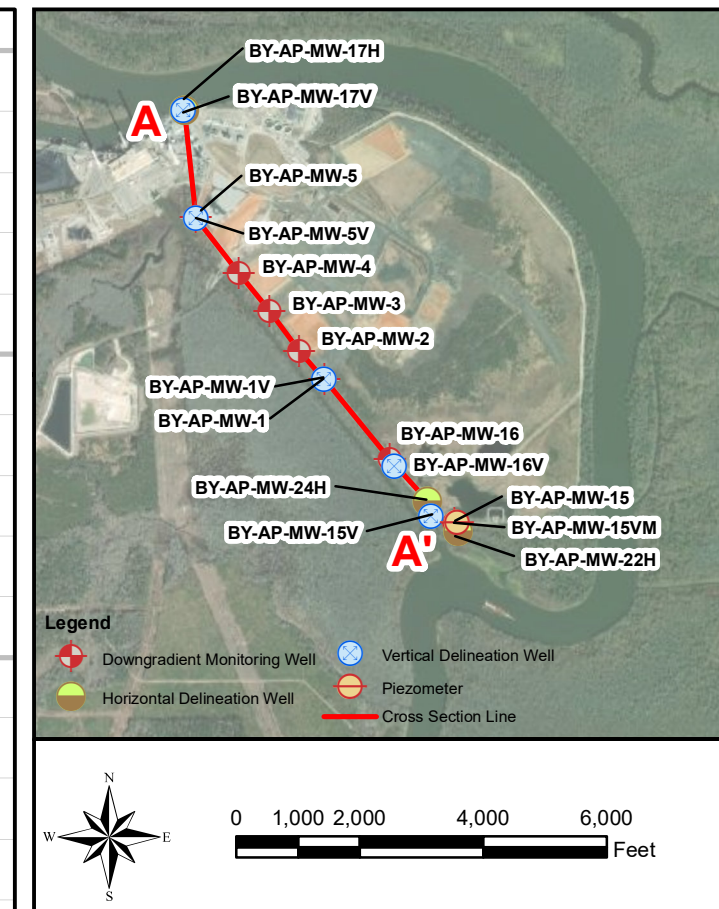 BY-AP-MW-17H
BY-AP-MW-17V
A
BY-AP-MW-5
BY-AP-MW-5V
BY-AP-MW-4
BY-AP-MW-3
BY-AP-MW-2
BY-AP-MW-1V
BY-AP-MW-1
BY-AP-MW-16
BY-AP-MW-16V
BY-AP-MW-24H
BY-AP-MW-15
BY-AP-MW-15V
BY-AP-MW-15VM
A'
BY-AP-MW-22H
Legend
Downgradient Monitoring Well
Vertical Delineation Well
Horizontal Delineation Well
Piezometer
Cross Section Line
N
W E
S
0 1,000 2,000 4,000 6,000
Feet